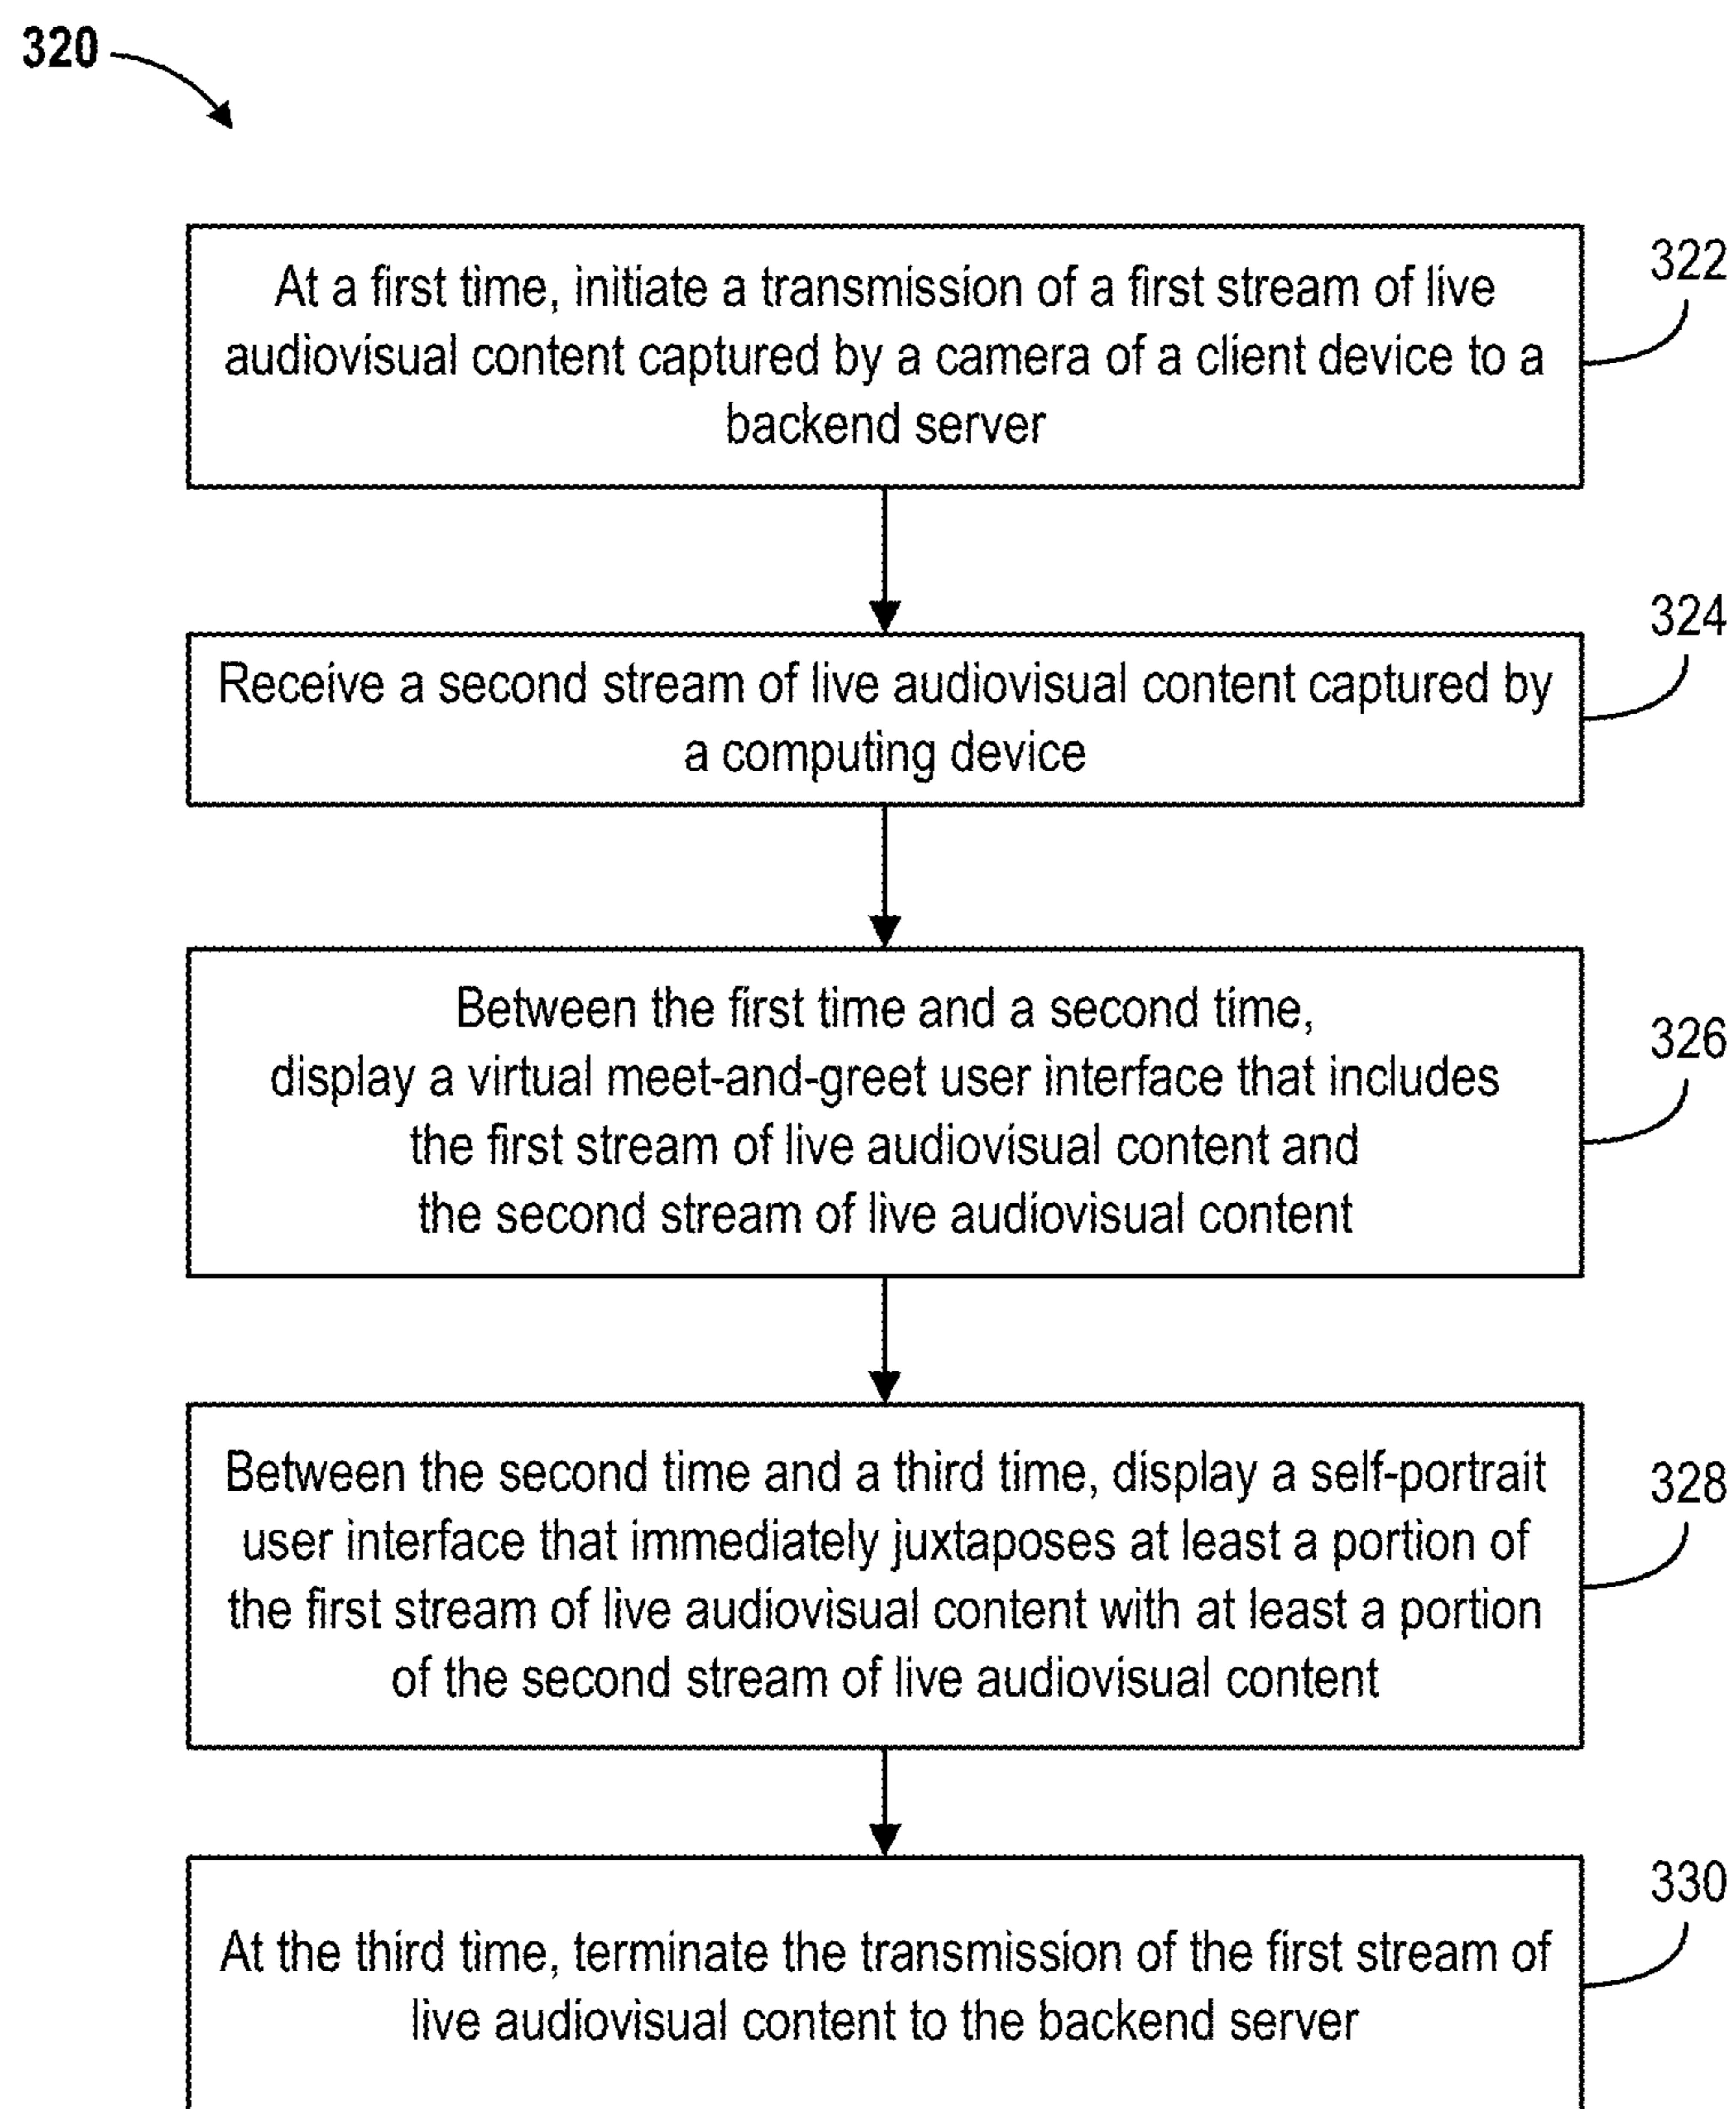 320
322
At a first time, initiate a transmission of a first stream of live
audiovisual content captured by a camera of a client device to a
backend server
324
Receive a second stream of live audiovisual content captured by
a computing device
Between the first time and a second time,
326
display a virtual meet-and-greet user interface that includes
the first stream of live audiovisual content and
the second stream of live audiovisual content
Between the second time and a third time, display a self-portrait
328
user interface that immediately juxtaposes at least a portion of
the first stream of live audiovisual content with at least a portion
of the second stream of live audiovisual content
330
At the third time, terminate the transmission of the first stream of
live audiovisual content to the backend server